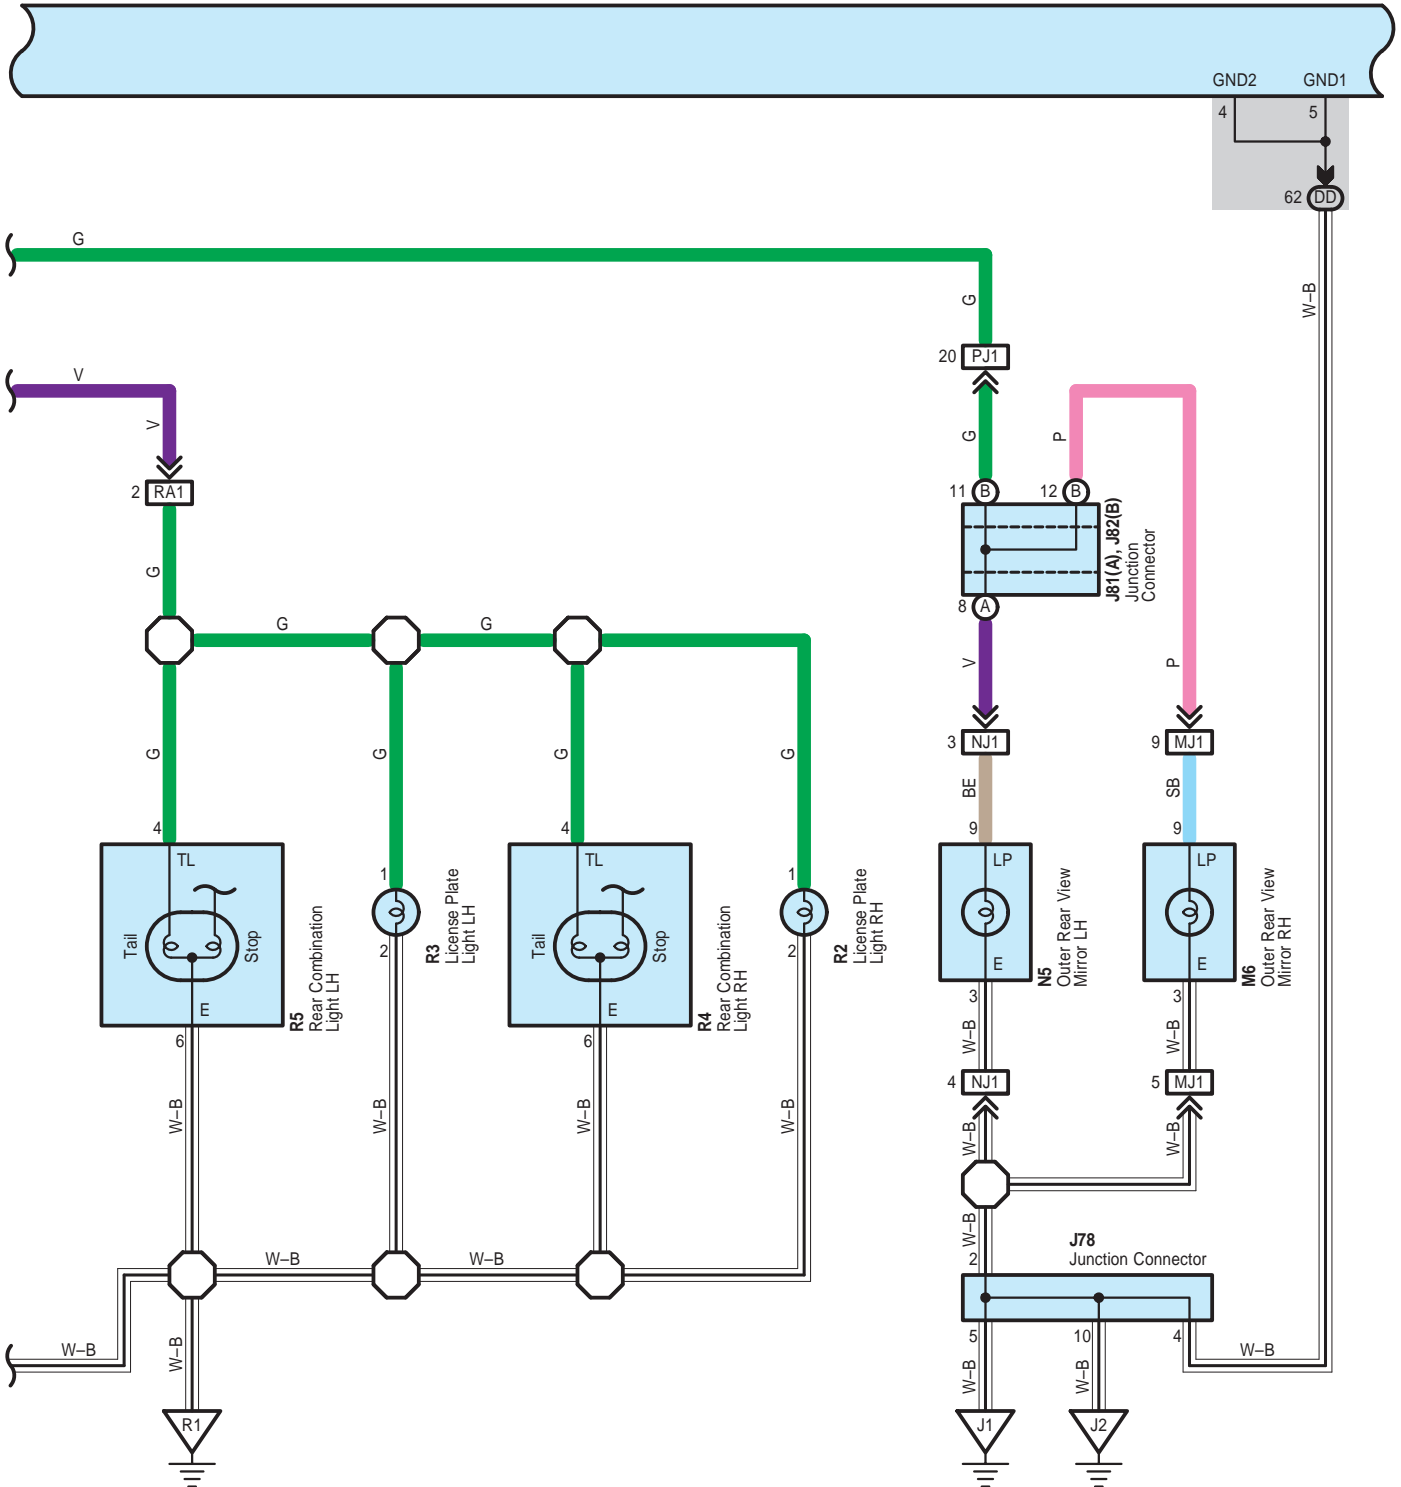 GND2 GND1
4 5
62 DD
G
G
W–B
20 PJ1
V
V
G
P
2 RA1
11 B 12 B
J81(A), J82(B)
Junction
Connector
G
8 A
G G
V
P
G
G
G
G
3 NJ1
9 MJ1
BE
SB
4
4
9
9
TL
TL
LP
LP
1
1
Tail
Stop
Tail
Stop
2
2
E
E
E
E
R5
Rear Combination
Light LH
R3
License Plate
Light LH
R4
Rear Combination
Light RH
R2
License Plate
Light RH
N5
Outer Rear View
Mirror LH
M6
Outer Rear View
Mirror RH
3
3
6
6
W–B
W–B
4 NJ1
5 MJ1
W–B
W–B
W–B
W–B
W–B
W–B
W–B
J78
Junction Connector
2
W–B W–B
5
10
4
W–B
W–B
W–B
W–B
W–B
R1
J1
J2